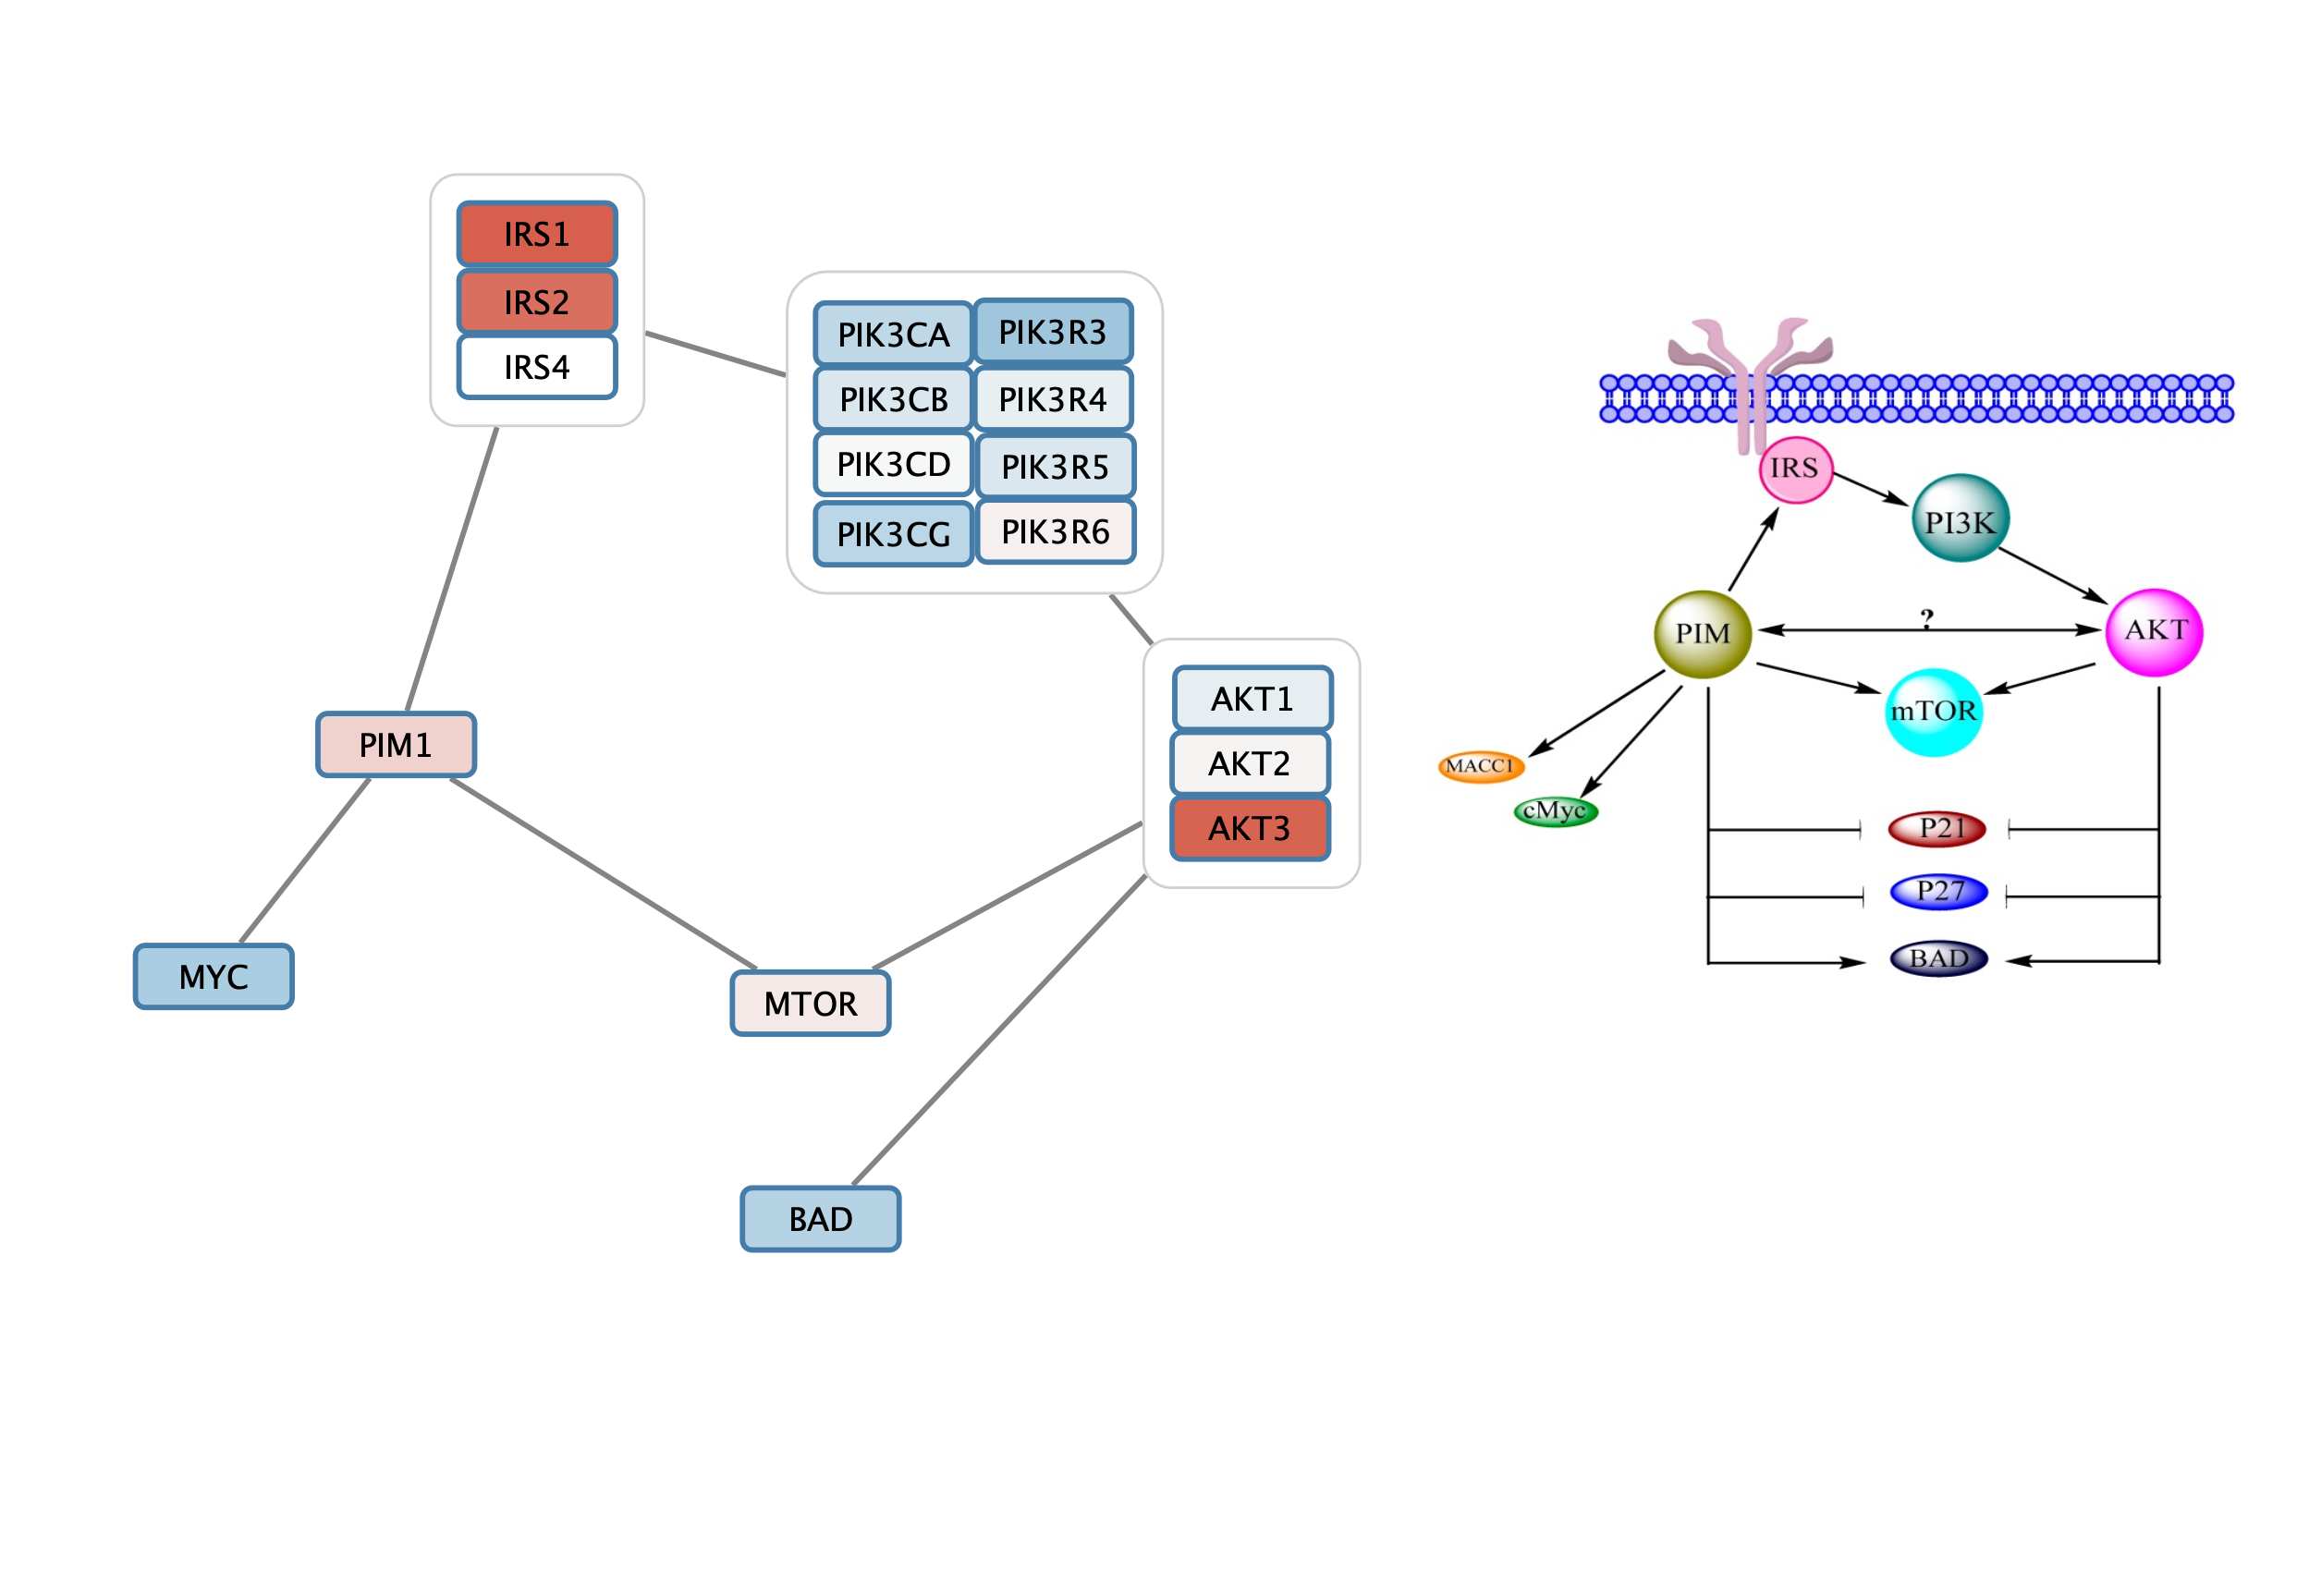 IRS1
IRS2
IRS4
PIK3CA
PIK3R3
PIK3CB
PIK3R4
PIK3CD
PIK3R5
PIK3CG
PIK3R6
AKT1
AKT2
AKT3
PIM1
MYC
MTOR
BAD
IRS
PI3K
PIM
?
AKT
mTOR
MACC1
cMyc
P21
P27
BAD